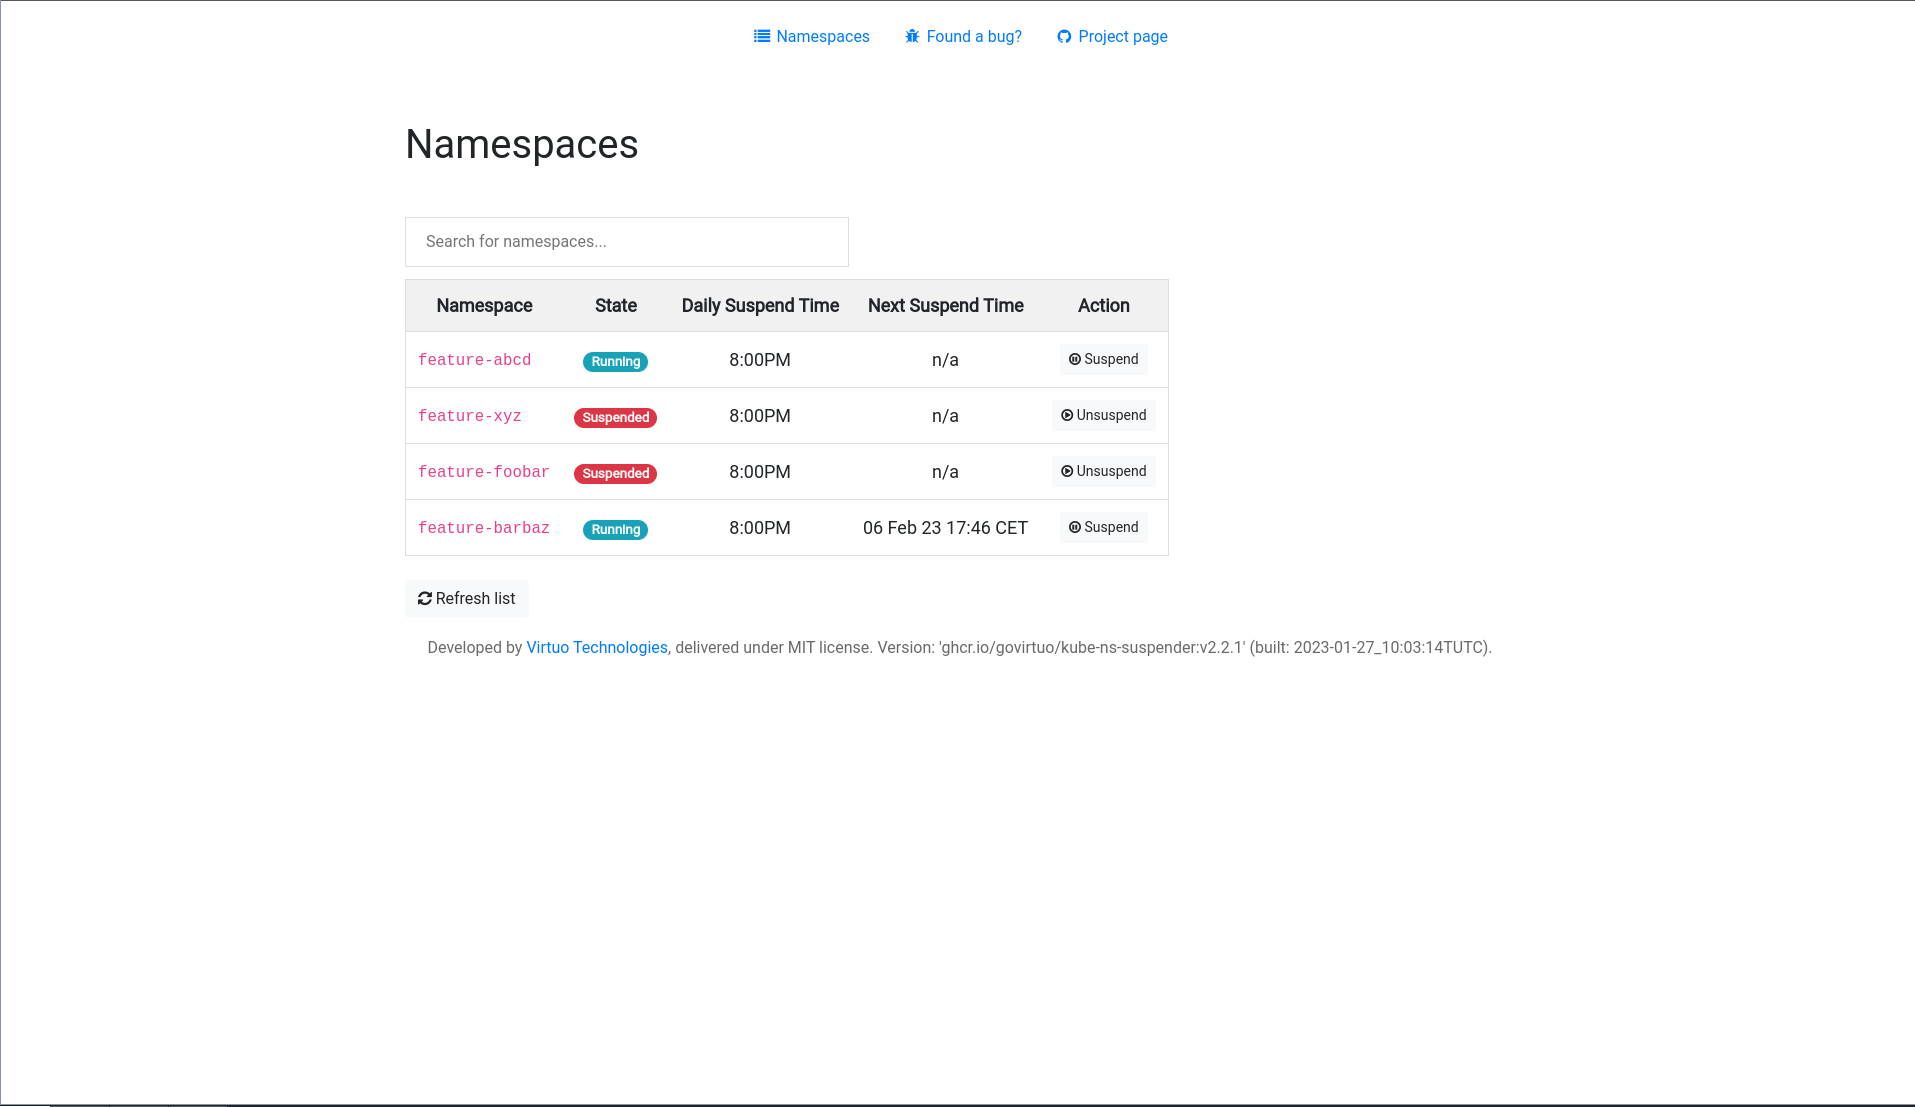 Namespaces Found a bug? Project page
Namespaces
Search for namespaces...
Namespace State Daily Suspend Time Next Suspend Time Action
feature-abcd Running 8:00PM n/a Suspend
feature-xyz Suspended 8:00PM n/a Unsuspend
feature-foobar Suspended 8:00PM n/a Unsuspend
feature-barbaz Running 8:00PM 06 Feb 23 17:46 CET Suspend
Refresh list
Developed by Virtuo Technologies, delivered under MIT license. Version: 'ghcr.io/govirtuo/kube-ns-suspender:v2.2.1' (built: 2023-01-27_10:03:14TUTC).